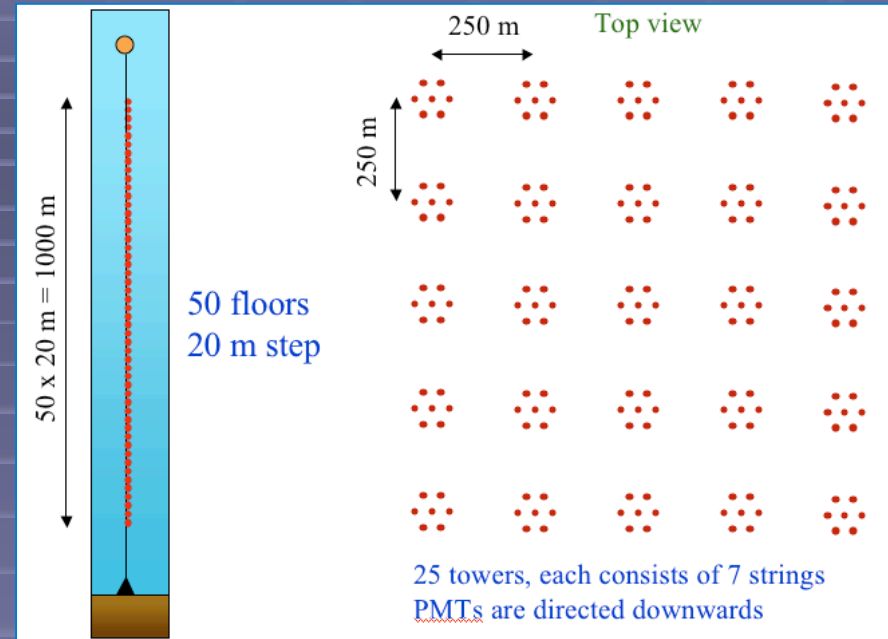 250 m
Top view
250 m
50 x 20 m = 1000 m
50 floors
20 m step
25 towers, each consists of 7 strings
PMTs are directed downwards